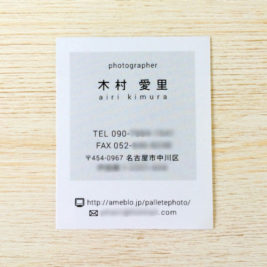 photographer
木村 愛里
airi kimura
TEL 090-
FAX 052-
〒454-0967 名古屋市中川区
http://ameblo.jp/palletephoto/
.com